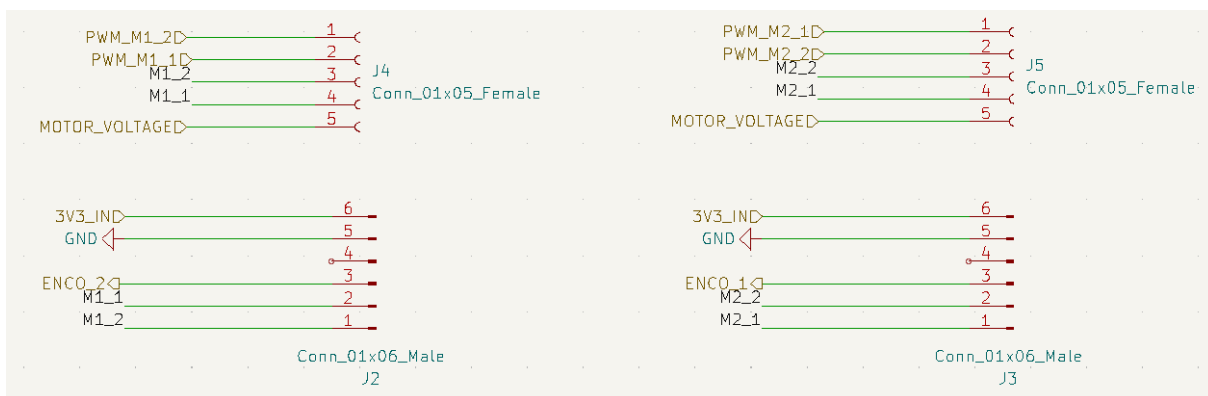 PWM_M1_2 1
PWM_M1_1 2
M1_2 3
J4
Conn_01x05_Female
M1_1 4
MOTOR_VOLTAGE 5
PWM_M2_1 1
PWM_M2_2 2
M2_2 3
J5
Conn_01x05_Female
M2_1 4
MOTOR_VOLTAGE 5
3V3_IN 6
GND 5
4
ENCO_2 3
M1_1 2
M1_2 1
Conn_01x06_Male
J2
3V3_IN 6
GND 5
4
ENCO_1 3
M2_2 2
M2_1 1
Conn_01x06_Male
J3